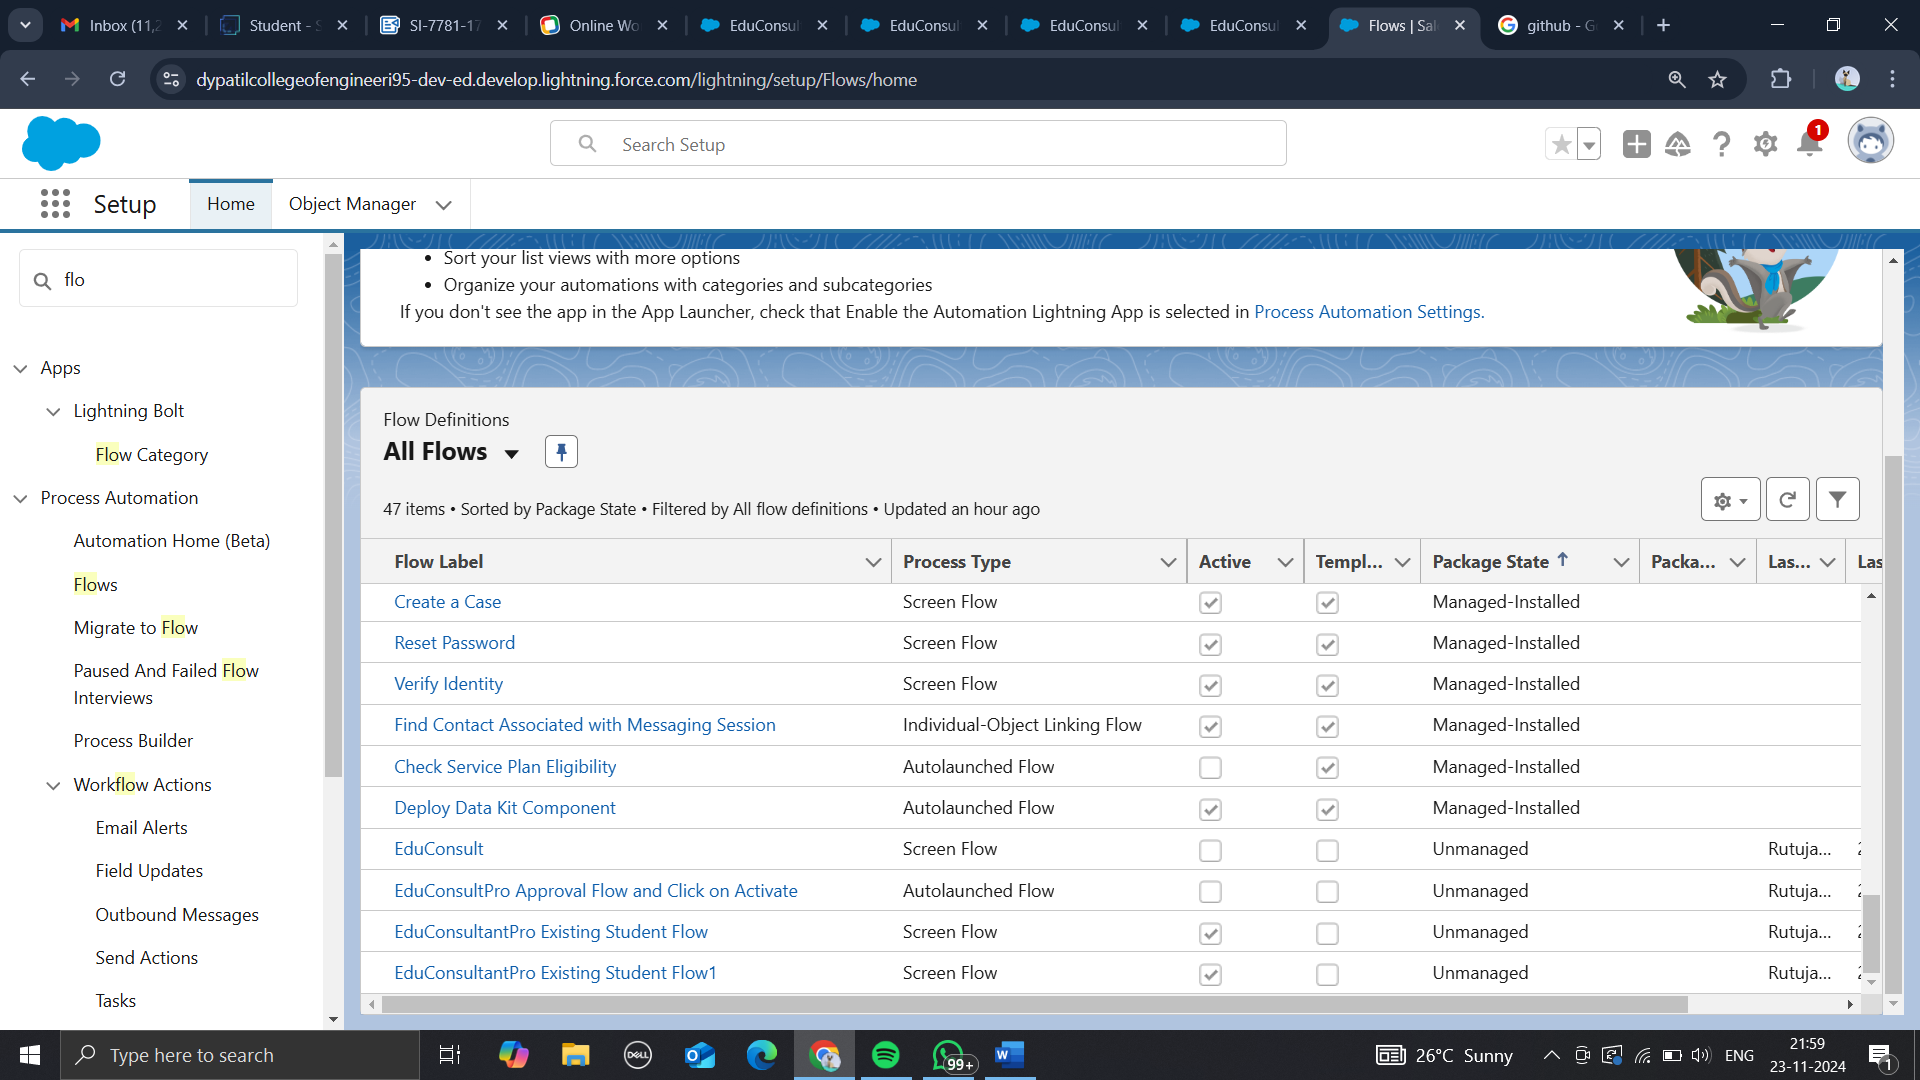 Inbox (11,2
Student - S
SI-7781-17
Online Wo
EduConsul
EduConsul
EduConsul
EduConsul
Flows | Sal
github - G
dypatilcollegeofengineeri95-dev-ed.develop.lightning.force.com/lightning/setup/Flows/home
Search Setup
1
Setup
Home
Object Manager
flo
Apps
Lightning Bolt
Flow Category
Process Automation
Automation Home (Beta)
Flows
Migrate to Flow
Paused And Failed Flow
Interviews
Process Builder
Workflow Actions
Email Alerts
Field Updates
Outbound Messages
Send Actions
Tasks
• Sort your list views with more options
• Organize your automations with categories and subcategories
If you don't see the app in the App Launcher, check that Enable the Automation Lightning App is selected in Process Automation Settings.
Flow Definitions
All Flows
47 items • Sorted by Package State • Filtered by All flow definitions • Updated an hour ago
Flow Label Process Type Active Templ... Package State Packa... Las... Las
Create a Case Screen Flow Managed-Installed
Reset Password Screen Flow Managed-Installed
Verify Identity Screen Flow Managed-Installed
Find Contact Associated with Messaging Session Individual-Object Linking Flow Managed-Installed
Check Service Plan Eligibility Autolaunched Flow Managed-Installed
Deploy Data Kit Component Autolaunched Flow Managed-Installed
EduConsult Screen Flow Unmanaged Rutuja...
EduConsultPro Approval Flow and Click on Activate Autolaunched Flow Unmanaged Rutuja...
EduConsultantPro Existing Student Flow Screen Flow Unmanaged Rutuja...
EduConsultantPro Existing Student Flow1 Screen Flow Unmanaged Rutuja...
Type here to search
DELL
99+
26°C Sunny
ENG
21:59
23-11-2024
1